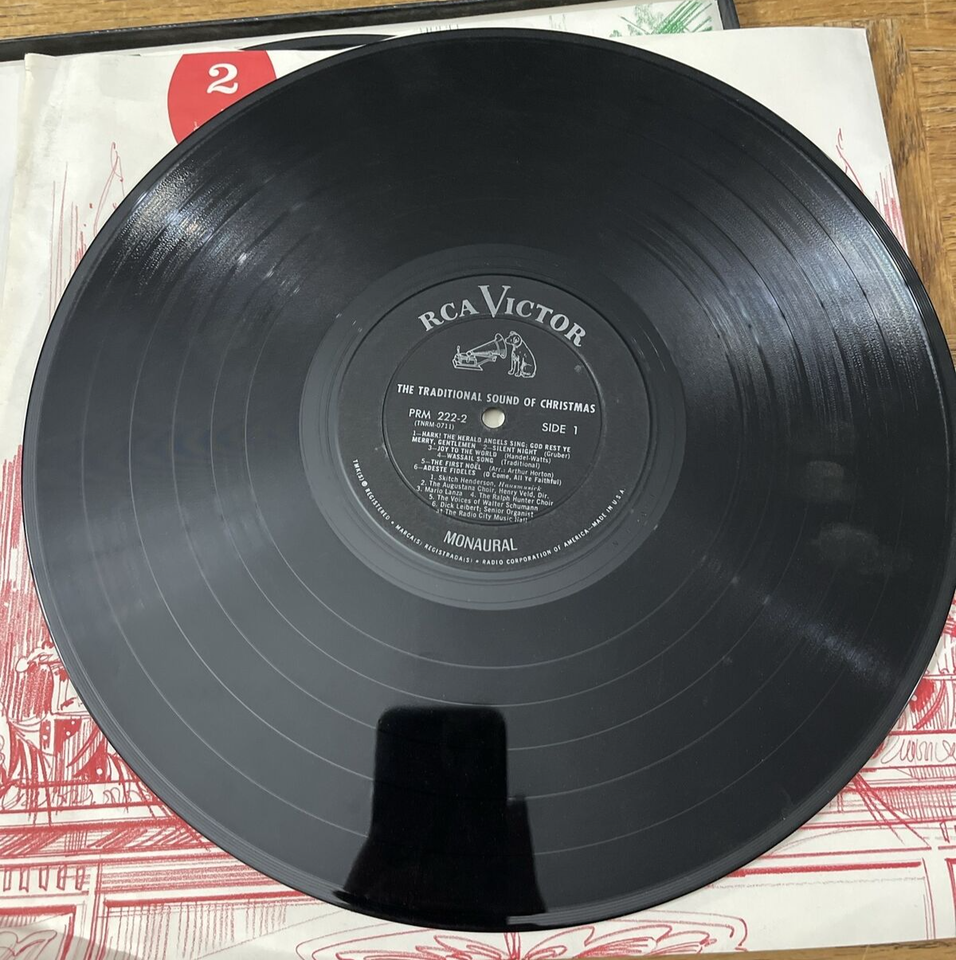 2
RCA VICTOR
THE TRADITIONAL SOUND OF CHRISTMAS
PRM 222-2
(TNRM-0711)
SIDE 1
1—HARK! THE HERALD ANGELS SING; GOD REST YE
MERRY, GENTLEMEN 2—SILENT NIGHT (Gruber)
3—JOY TO THE WORLD (Handel-Watts)
4—WASSAIL SONG (Traditional)
5—THE FIRST NOËL (Arr.: Arthur Horton)
6—ADESTE FIDELES (O Come, All Ye Faithful)
1. Skitch Henderson,
2. The Augustana Choir, Henry Veld, Dir.
3. Mario Lanza 4. The Ralph Hunter Choir
5. The Voices of Walter Schumann
6. Dick Leibert; Senior Organist
The Radio City Music Hall
MONAURAL
TMK(S) ® REGISTERED • MARCA(S) REGISTRADA(S) • RADIO CORPORATION OF AMERICA—MADE IN U.S.A.